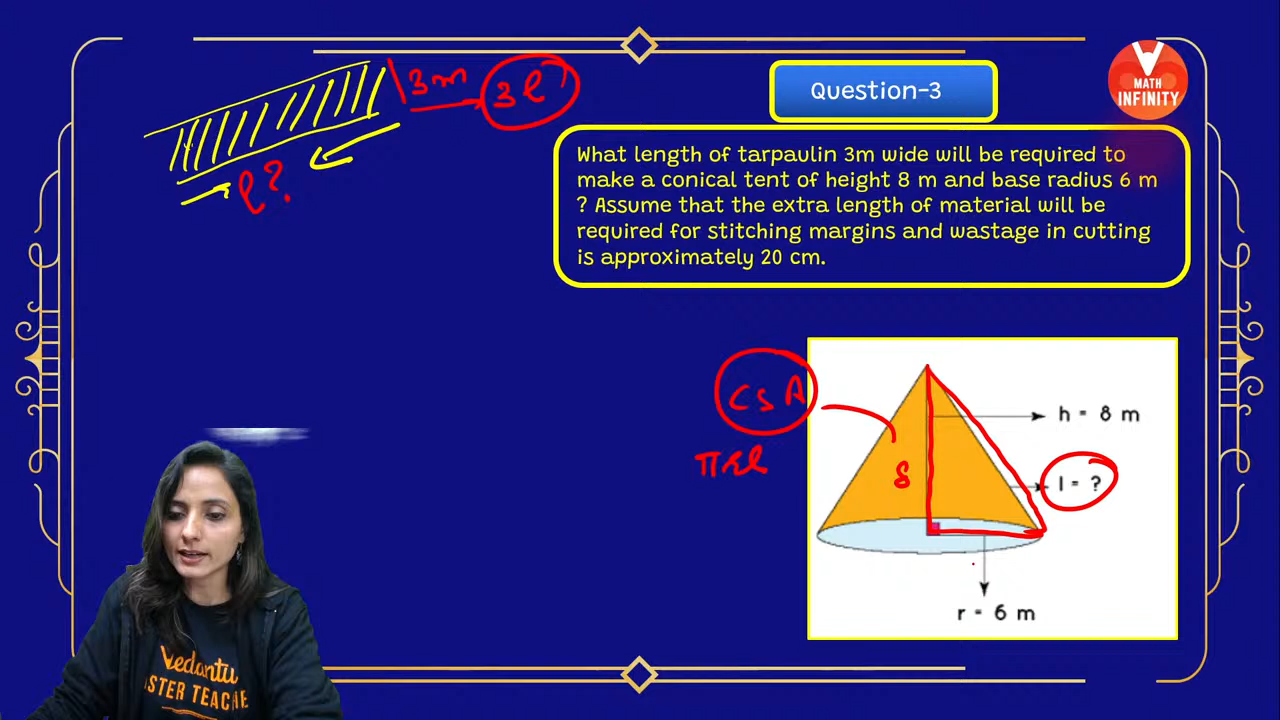 3m 3l
l?
Question-3
MATH
INFINITY
What length of tarpaulin 3m wide will be required to
make a conical tent of height 8 m and base radius 6 m
? Assume that the extra length of material will be
required for stitching margins and wastage in cutting
is approximately 20 cm.
CSA
πrl
8
h = 8 m
l = ?
r = 6 m
Vedantu
MASTER TEACHE